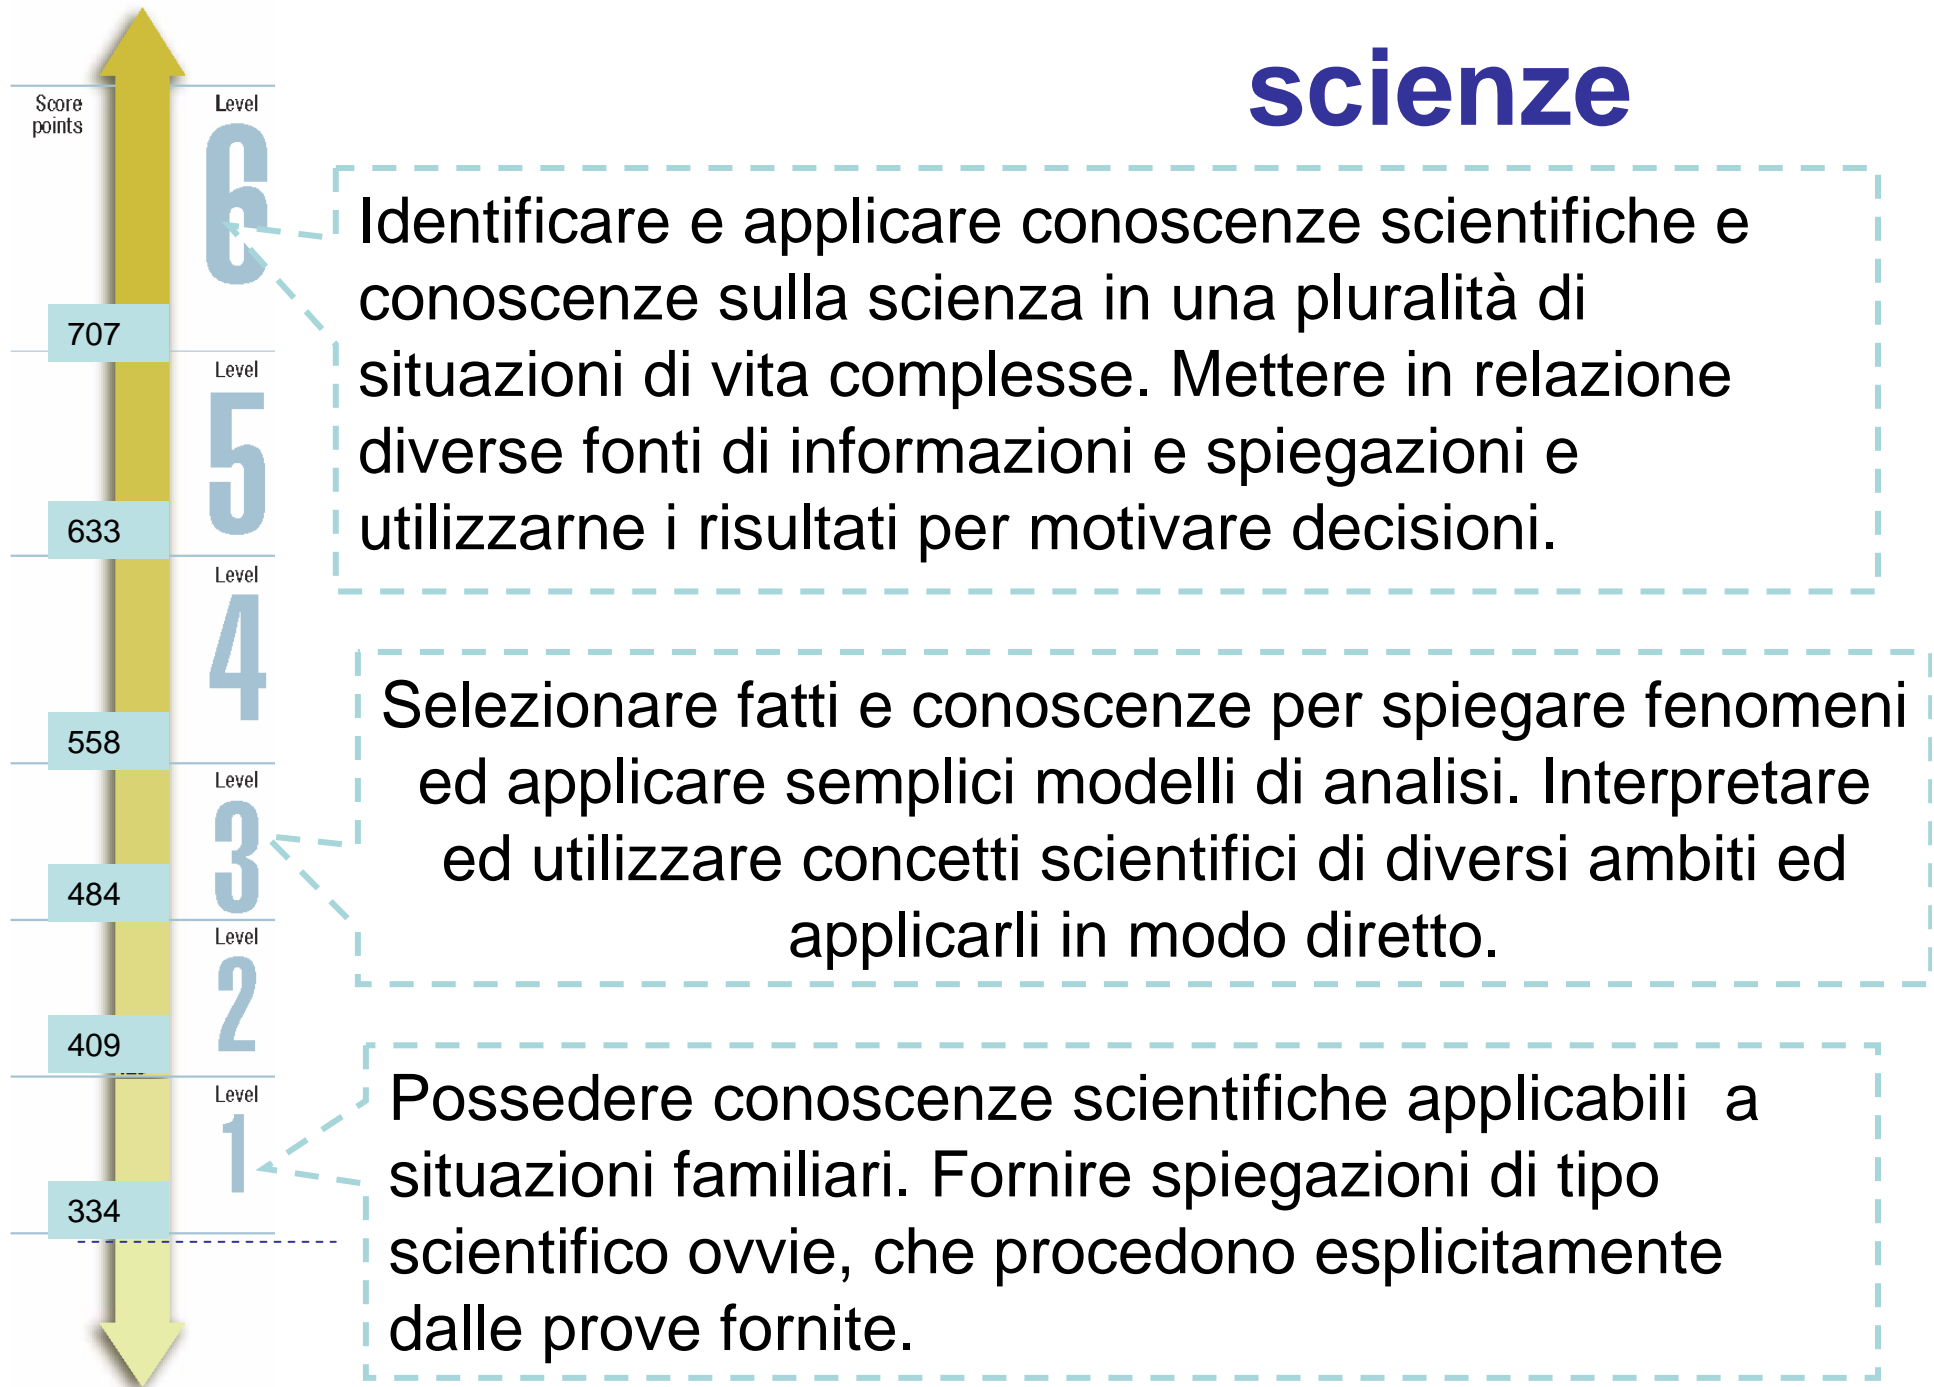 scienze
Score
points
Level
6
Identificare e applicare conoscenze scientifiche e
conoscenze sulla scienza in una pluralità di
situazioni di vita complesse. Mettere in relazione
diverse fonti di informazioni e spiegazioni e
utilizzarne i risultati per motivare decisioni.
707
Level
5
633
Level
4
558
Level
3
Selezionare fatti e conoscenze per spiegare fenomeni
ed applicare semplici modelli di analisi. Interpretare
ed utilizzare concetti scientifici di diversi ambiti ed
applicarli in modo diretto.
484
Level
2
409
Level
1
Possedere conoscenze scientifiche applicabili  a
situazioni familiari. Fornire spiegazioni di tipo
scientifico ovvie, che procedono esplicitamente
dalle prove fornite.
334